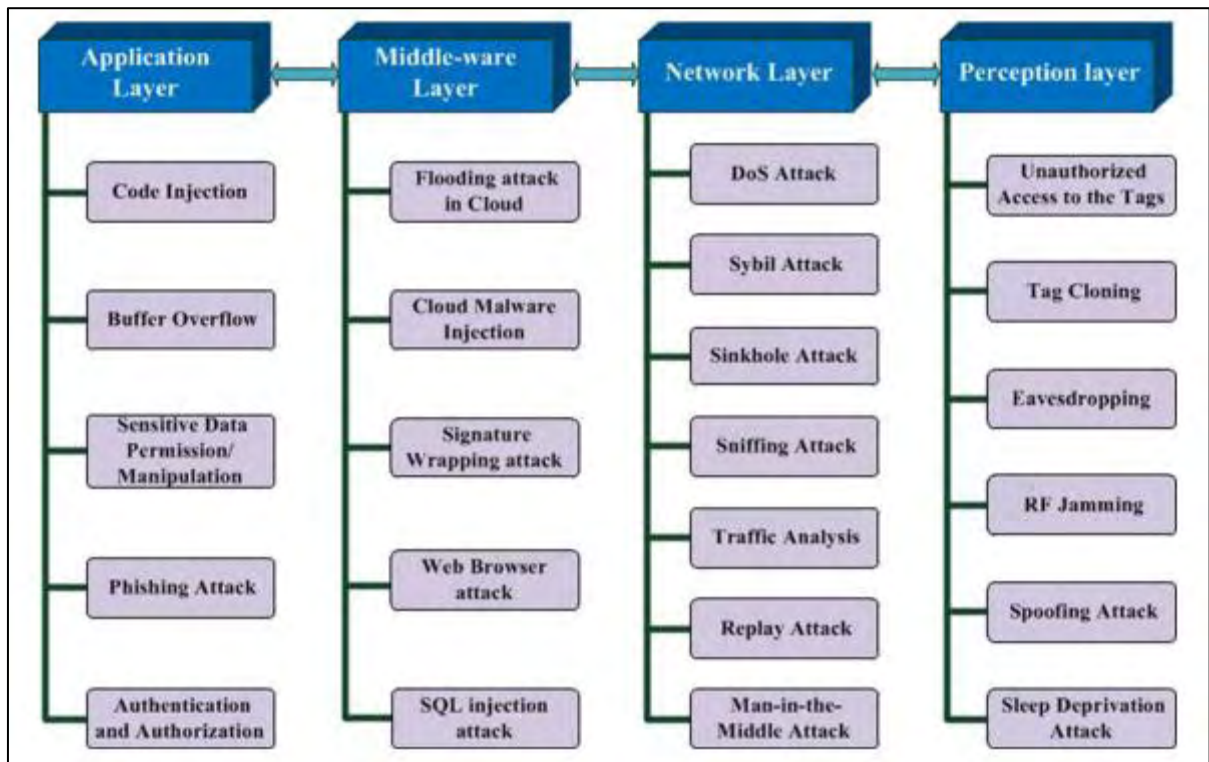 Application
Layer
Code Injection
Buffer Overflow
Sensitive Data
Permission/
Manipulation
Phishing Attack
Authentication
and Authorization
Middle-ware
Layer
Flooding attack
in Cloud
Cloud Malware
Injection
Signature
Wrapping attack
Web Browser
attack
SQL injection
attack
Network Layer
DoS Attack
Sybil Attack
Sinkhole Attack
Sniffing Attack
Traffic Analysis
Replay Attack
Man-in-the-
Middle Attack
Perception layer
Unauthorized
Access to the Tags
Tag Cloning
Eavesdropping
RF Jamming
Spoofing Attack
Sleep Deprivation
Attack